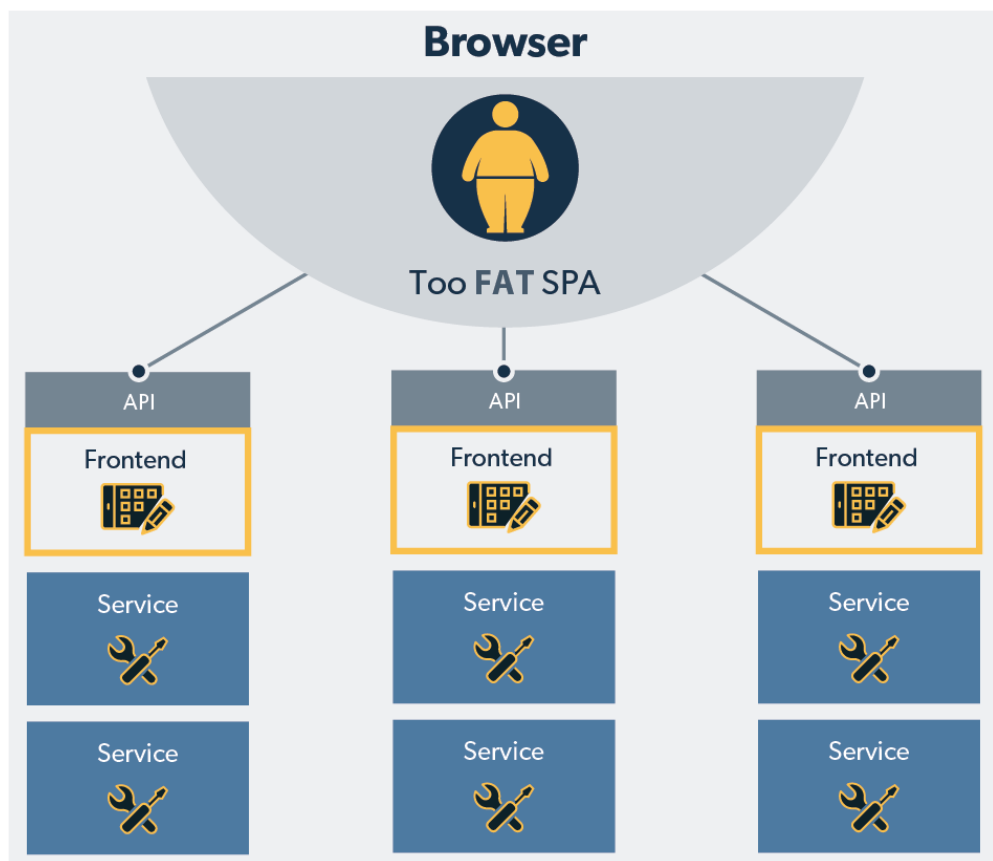 Browser
Too FAT SPA
API
API
API
Frontend
Frontend
Frontend
Service
Service
Service
Service
Service
Service